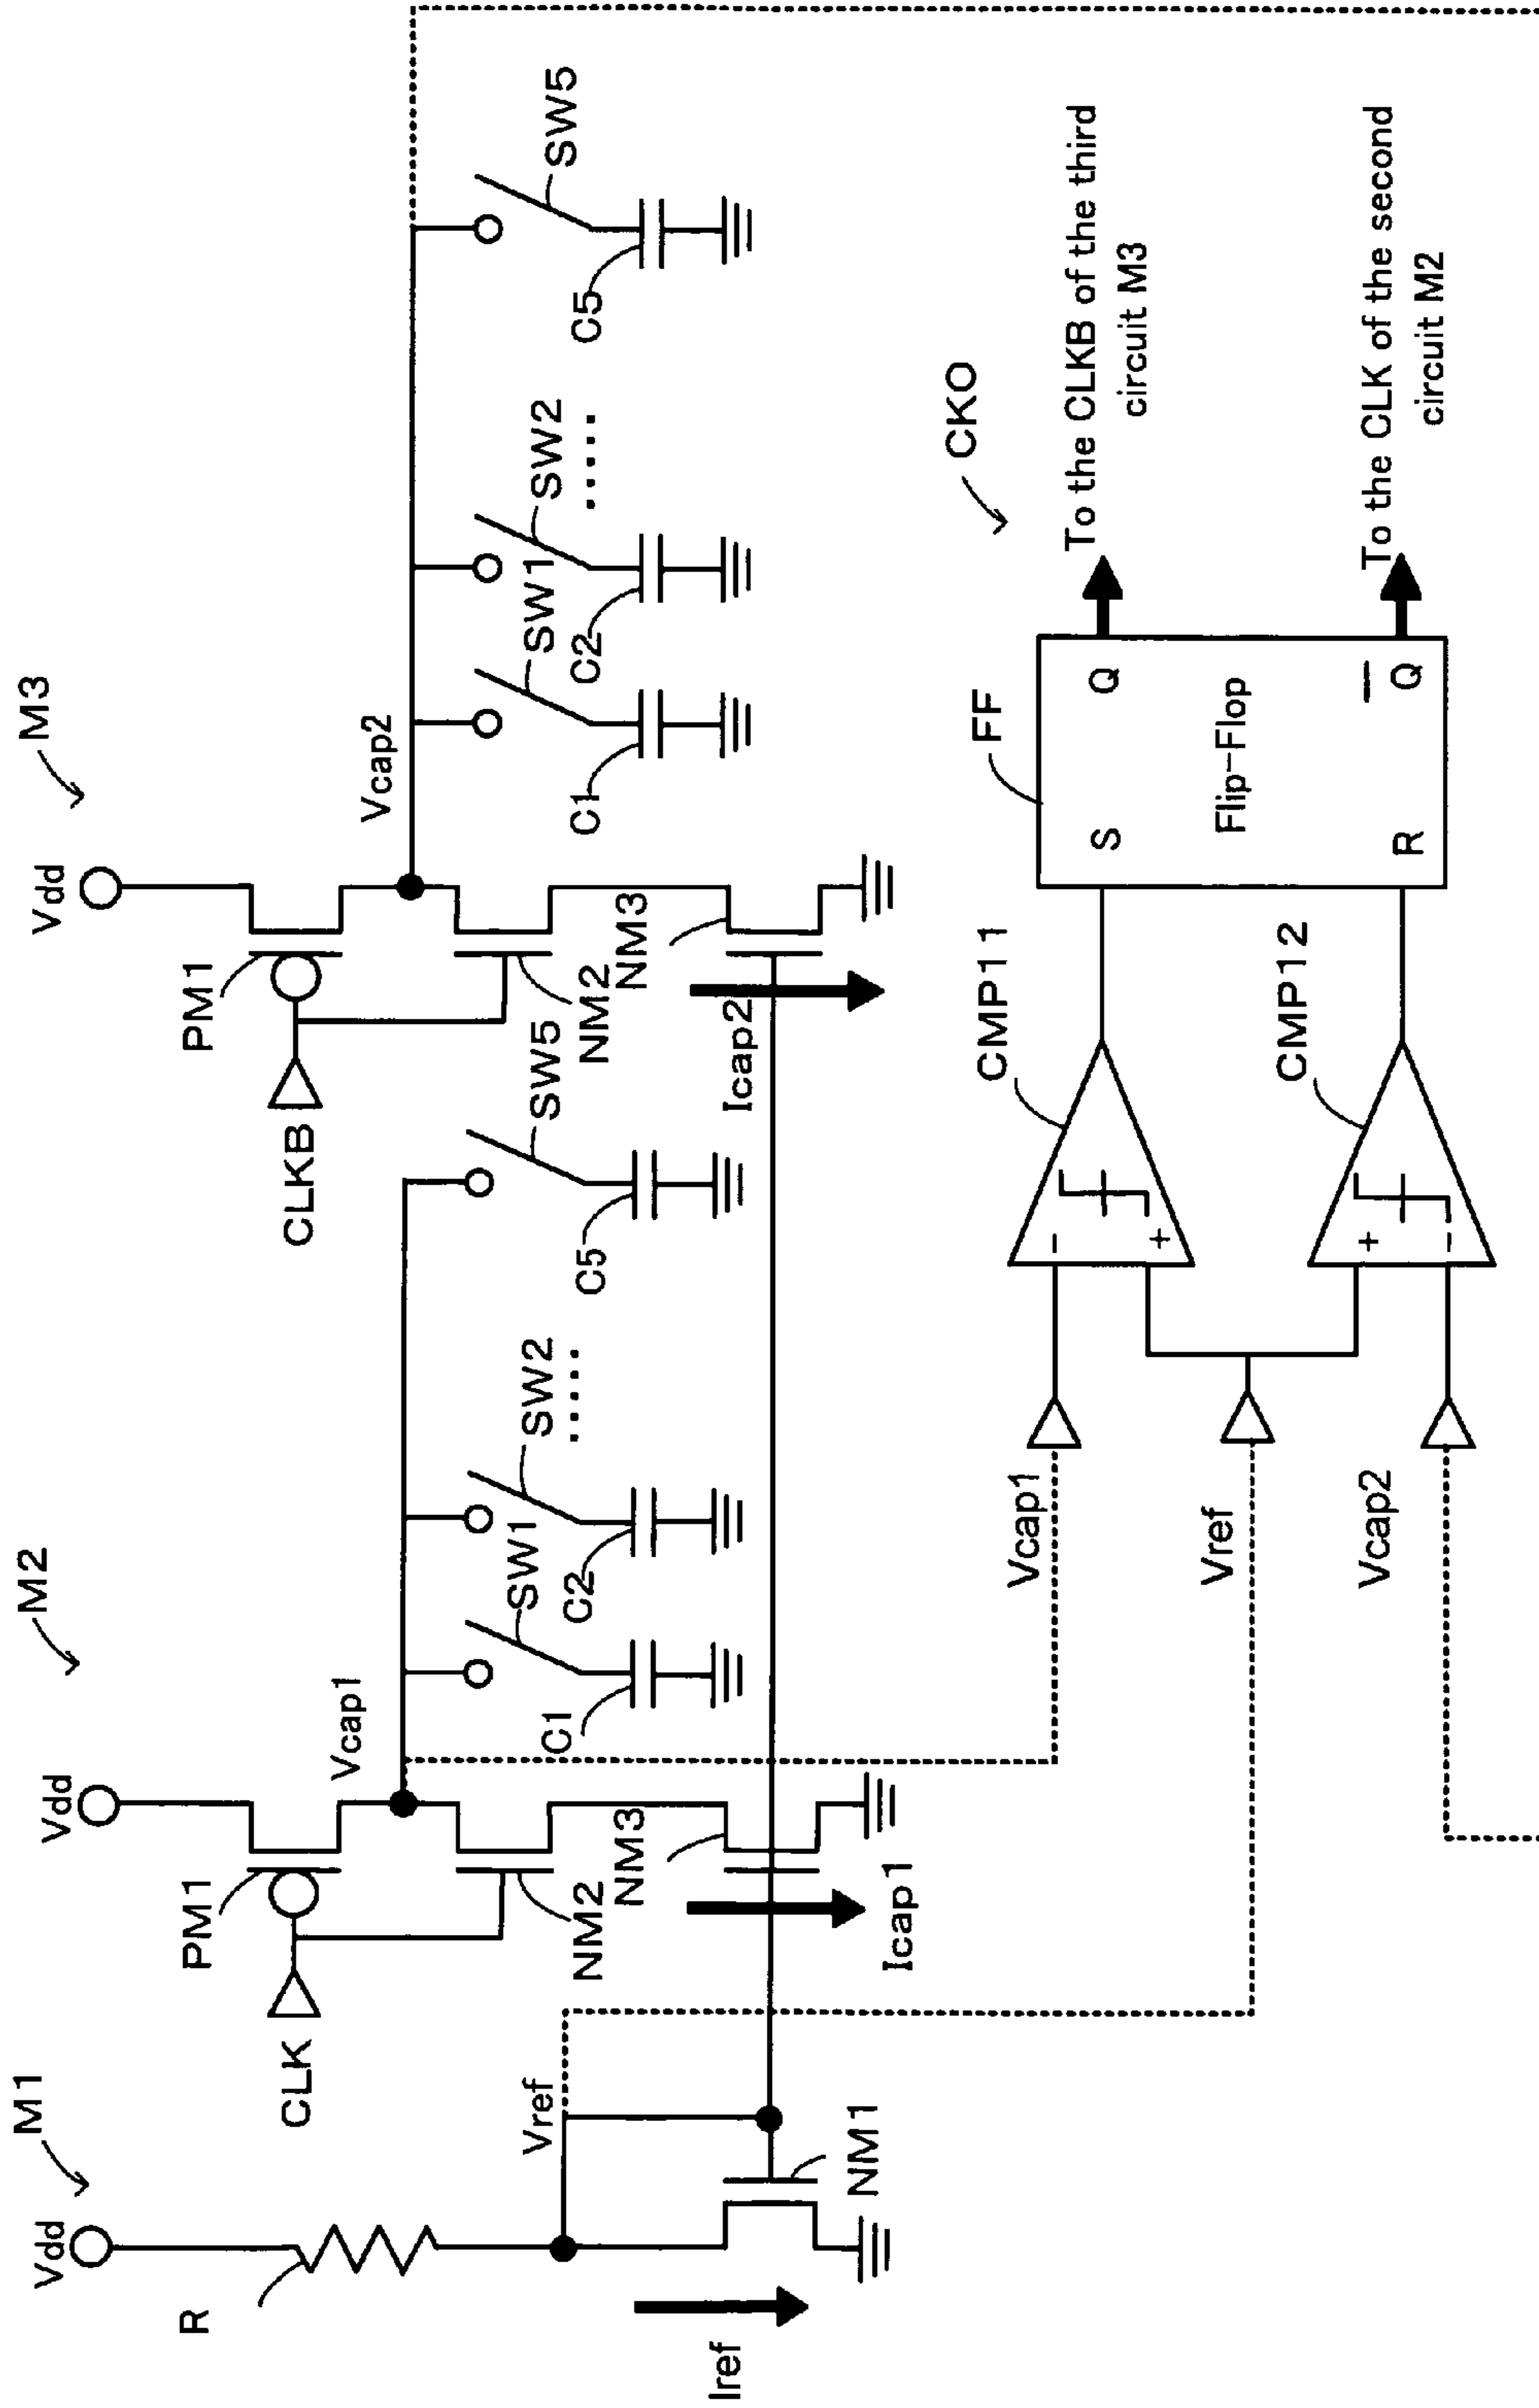 M1
Vdd
R
Iref
Vref
NM1
M2
Vdd
PM1
CLK
Vcap1
NM2
NM3
Icap1
C1
SW1
C2
SW2
.....
C5
SW5
M3
Vdd
PM1
CLKB
Vcap2
NM2
NM3
Icap2
C1
SW1
C2
SW2
.....
C5
SW5
CKO
Vcap1
Vref
Vcap2
-
+
CMP11
+
-
CMP12
FF
S
Q
Flip-Flop
R
Q̅
To the CLKB of the third
circuit M3
To the CLK of the second
circuit M2